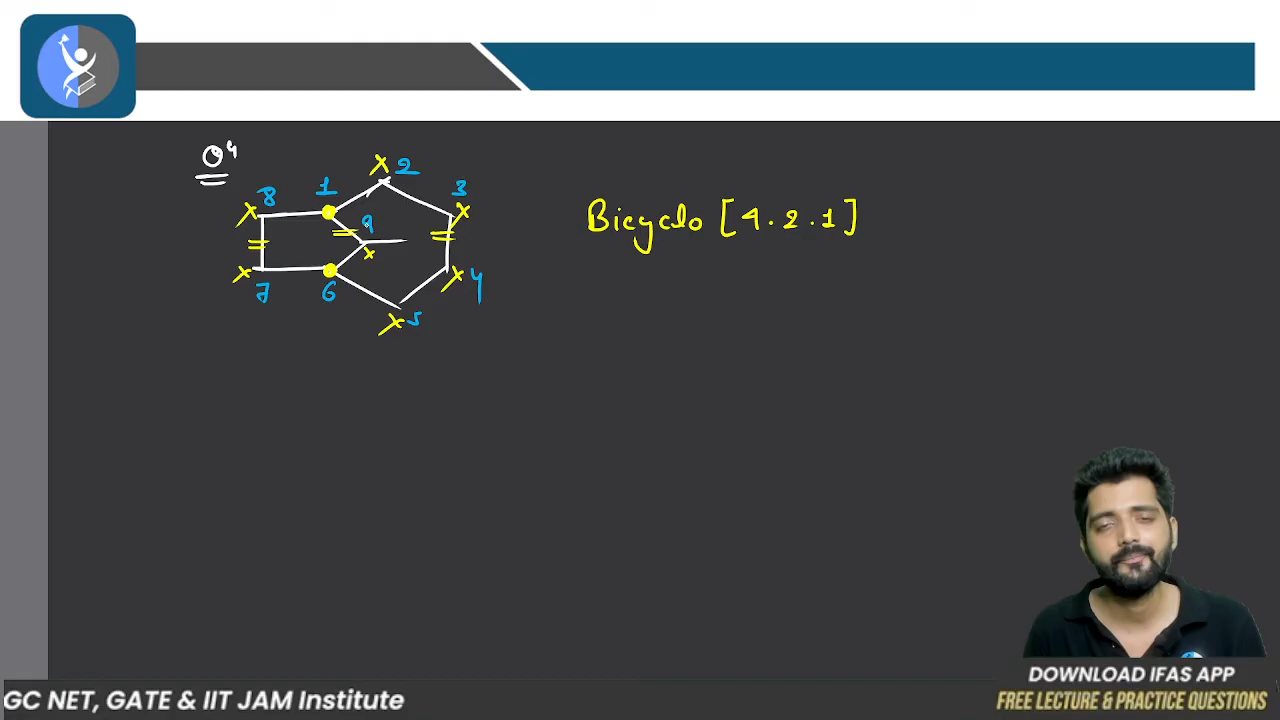 Q4
X 2
8 1 3
X X
9
Bicyclo [4.2.1]
x
X X 4
7 6
X 5
DOWNLOAD IFAS APP
GC NET, GATE & IIT JAM Institute
FREE LECTURE & PRACTICE QUESTIONS